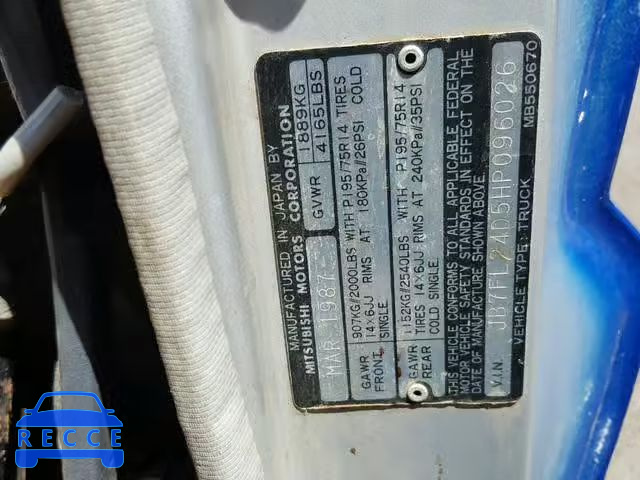 MANUFACTURED IN JAPAN BY
MITSUBISHI MOTORS CORPORATION
MAR 1987
GVWR
1889KG
4165LBS
GAWR FRONT
907KG/2000LBS WITH P195/75R14 TIRES
14×6JJ RIMS AT 180KPa/26PSI COLD
SINGLE
GAWR REAR
1152KG/2540LBS WITH P195/75R14
TIRES 14×6JJ RIMS AT 240KPa/35PSI
COLD SINGLE
THIS VEHICLE CONFORMS TO ALL APPLICABLE FEDERAL
MOTOR VEHICLE SAFETY STANDARDS IN EFFECT ON THE
DATE OF MANUFACTURE SHOWN ABOVE.
V.I.N. JB7FL24D5HP096026
VEHICLE TYPE: TRUCK
MB550670
RECCE